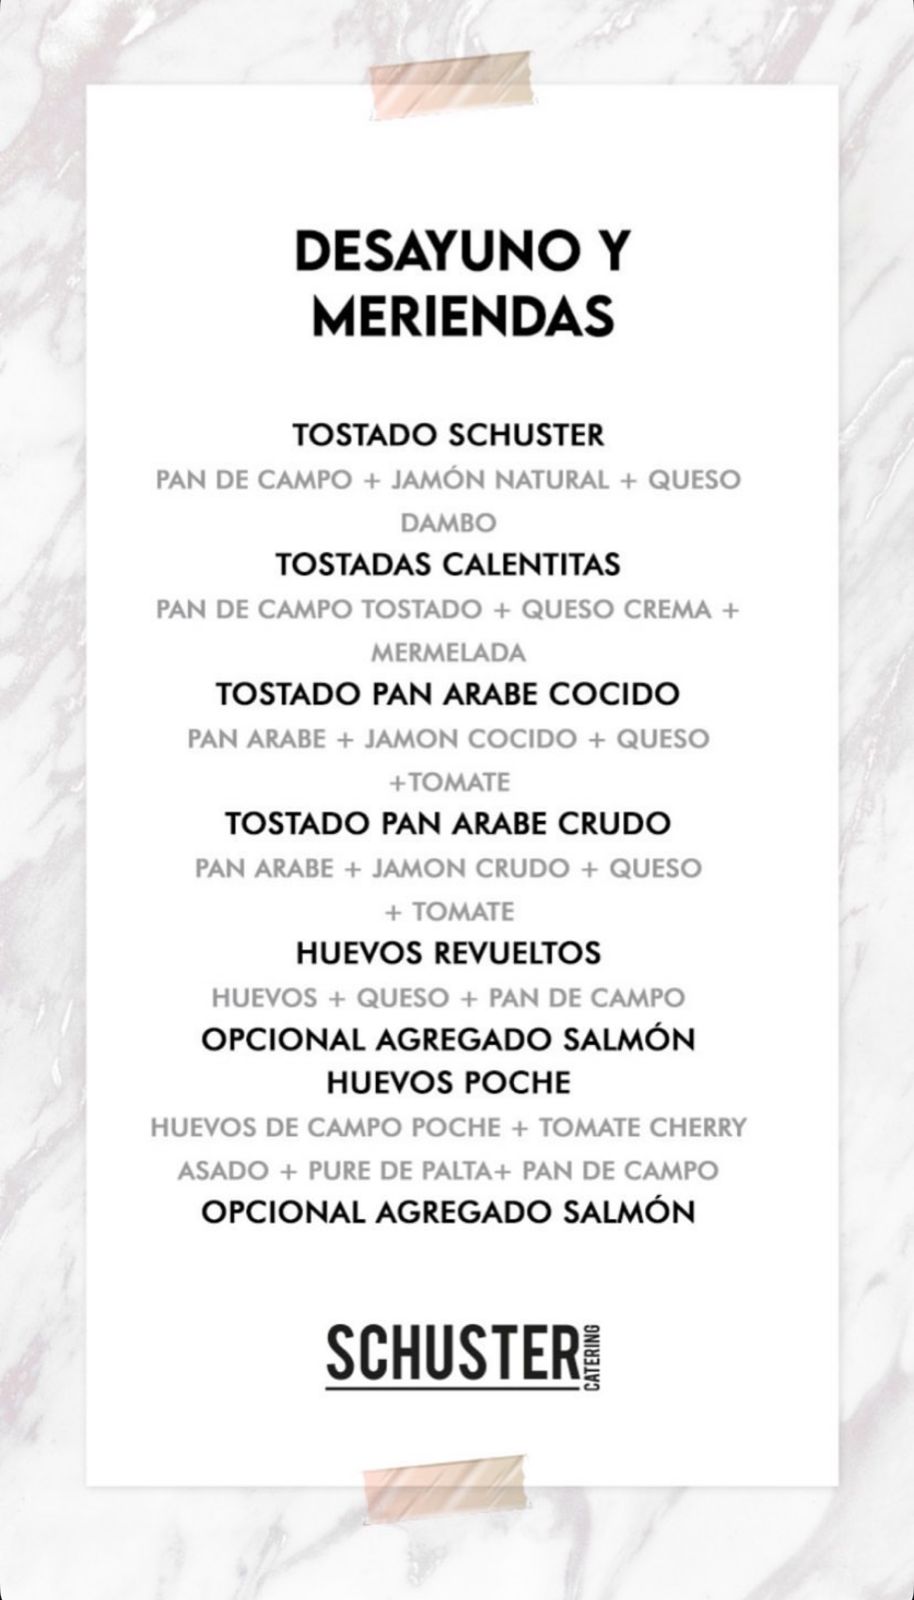 DESAYUNO Y
MERIENDAS
TOSTADO SCHUSTER
PAN DE CAMPO + JAMÓN NATURAL + QUESO
DAMBO
TOSTADAS CALENTITAS
PAN DE CAMPO TOSTADO + QUESO CREMA +
MERMELADA
TOSTADO PAN ARABE COCIDO
PAN ARABE + JAMON COCIDO + QUESO
+TOMATE
TOSTADO PAN ARABE CRUDO
PAN ARABE + JAMON CRUDO + QUESO
+ TOMATE
HUEVOS REVUELTOS
HUEVOS + QUESO + PAN DE CAMPO
OPCIONAL AGREGADO SALMÓN
HUEVOS POCHE
HUEVOS DE CAMPO POCHE + TOMATE CHERRY
ASADO + PURE DE PALTA+ PAN DE CAMPO
OPCIONAL AGREGADO SALMÓN
SCHUSTER
CATERING